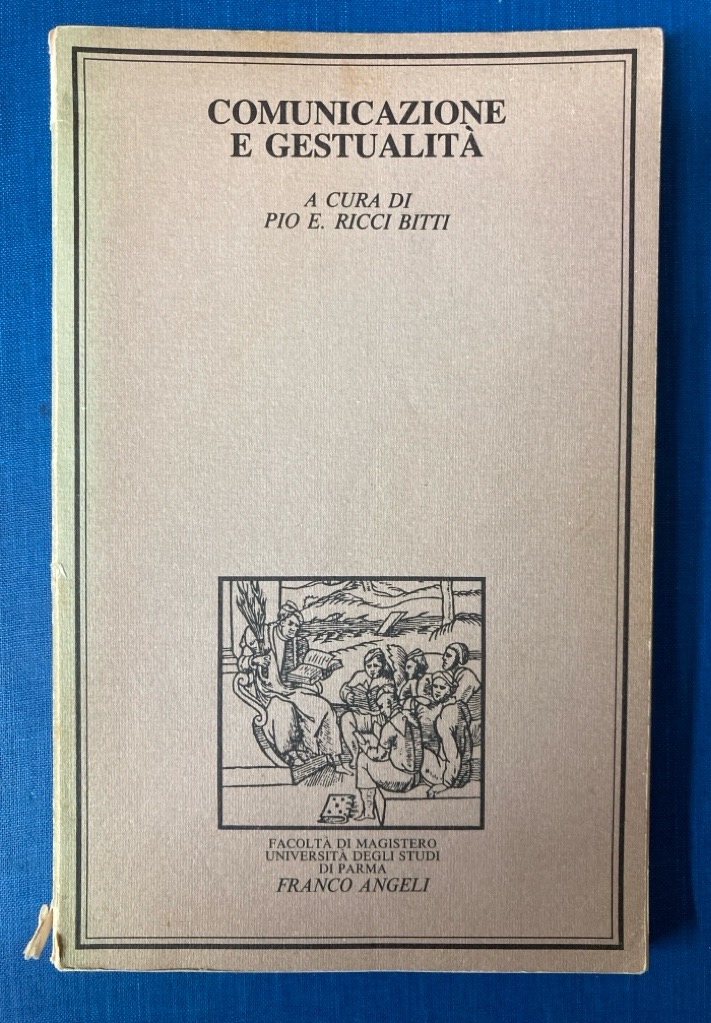 COMUNICAZIONE
E GESTUALITÀ
A CURA DI
PIO E. RICCI BITTI
FACOLTÀ DI MAGISTERO
UNIVERSITÀ DEGLI STUDI
DI PARMA
FRANCO ANGELI